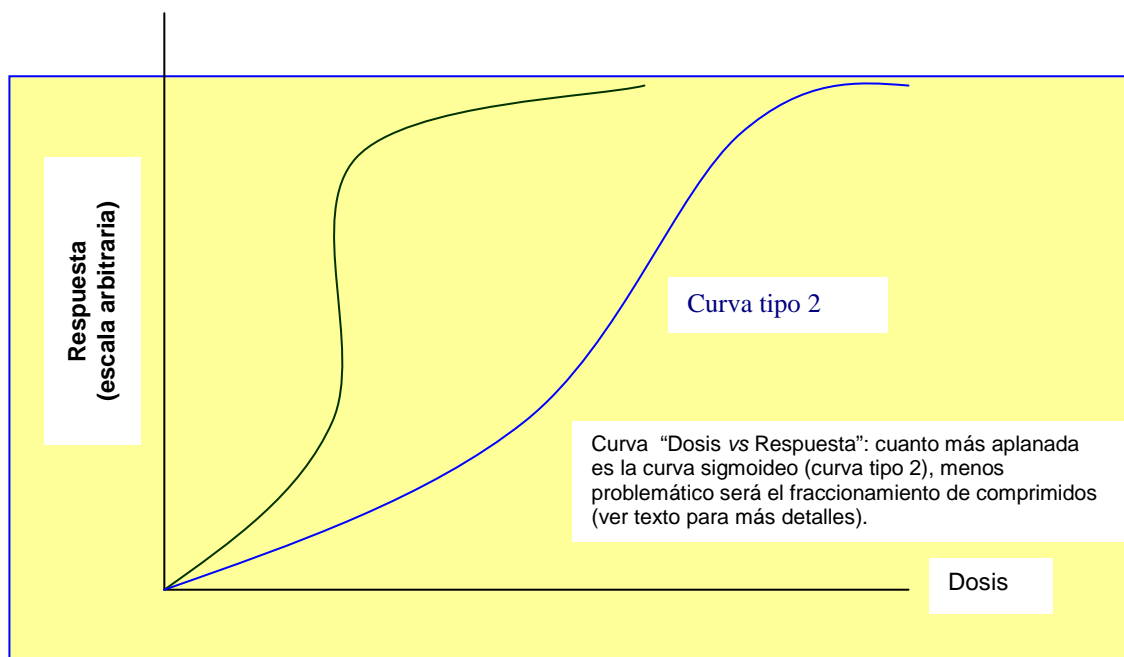 Respuesta
(escala arbitraria)
Curva tipo 2
Curva “Dosis vs Respuesta”: cuanto más aplanada
es la curva sigmoideo (curva tipo 2), menos
problemático será el fraccionamiento de comprimidos
(ver texto para más detalles).
Dosis